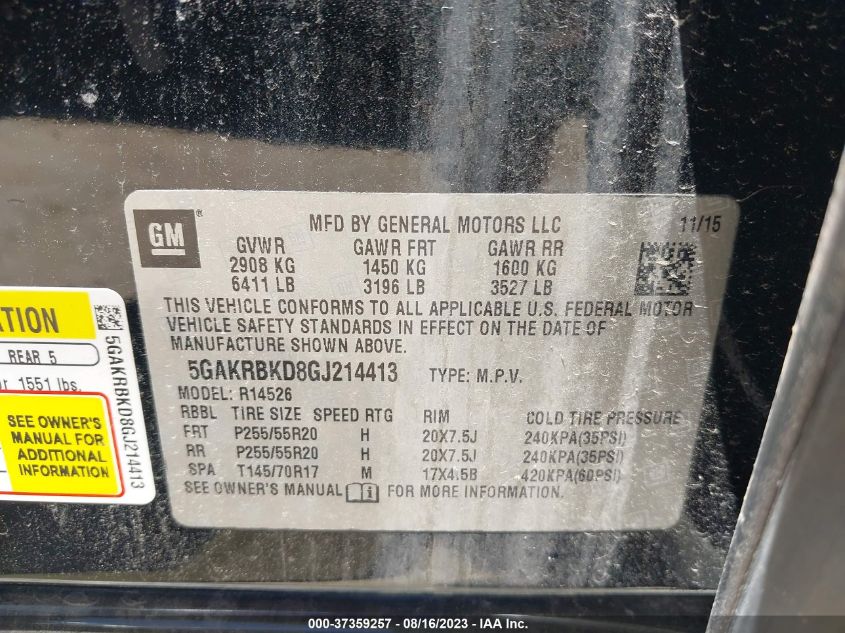 GM ®
MFD BY GENERAL MOTORS LLC 11/15
GVWR GAWR FRT GAWR RR
2908 KG 1450 KG 1600 KG
6411 LB 3196 LB 3527 LB
THIS VEHICLE CONFORMS TO ALL APPLICABLE U.S. FEDERAL MOTOR
VEHICLE SAFETY STANDARDS IN EFFECT ON THE DATE OF
MANUFACTURE SHOWN ABOVE.
5GAKRBKD8GJ214413 TYPE: M.P.V.
MODEL: R14526
RBBL TIRE SIZE SPEED RTG RIM COLD TIRE PRESSURE
FRT P255/55R20 H 20X7.5J 240KPA(35PSI)
RR P255/55R20 H 20X7.5J 240KPA(35PSI)
SPA T145/70R17 M 17X4.5B 420KPA(60PSI)
SEE OWNER'S MANUAL FOR MORE INFORMATION.
REAR 5
1551 lbs.
SEE OWNER'S
MANUAL FOR
ADDITIONAL
INFORMATION
5GAKRBKD8GJ214413
000-37359257 - 08/16/2023 - IAA Inc.